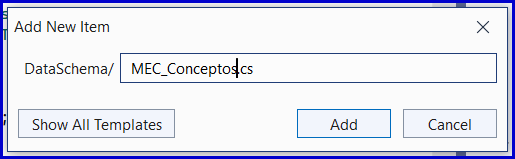 Add New Item
DataSchema/ MEC_Conceptos.cs
Show All Templates Add Cancel